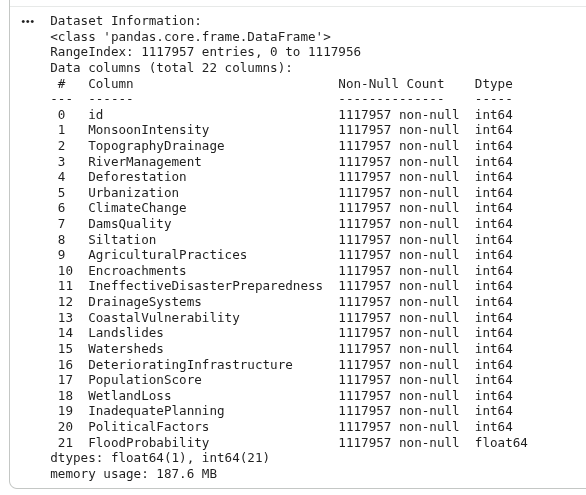 ... Dataset Information:
<class 'pandas.core.frame.DataFrame'>
RangeIndex: 1117957 entries, 0 to 1117956
Data columns (total 22 columns):
 #   Column                           Non-Null Count    Dtype
---  ------                           --------------    -----
 0   id                               1117957 non-null  int64
 1   MonsoonIntensity                 1117957 non-null  int64
 2   TopographyDrainage               1117957 non-null  int64
 3   RiverManagement                  1117957 non-null  int64
 4   Deforestation                    1117957 non-null  int64
 5   Urbanization                     1117957 non-null  int64
 6   ClimateChange                    1117957 non-null  int64
 7   DamsQuality                      1117957 non-null  int64
 8   Siltation                        1117957 non-null  int64
 9   AgriculturalPractices            1117957 non-null  int64
 10  Encroachments                    1117957 non-null  int64
 11  IneffectiveDisasterPreparedness  1117957 non-null  int64
 12  DrainageSystems                  1117957 non-null  int64
 13  CoastalVulnerability             1117957 non-null  int64
 14  Landslides                       1117957 non-null  int64
 15  Watersheds                       1117957 non-null  int64
 16  DeterioratingInfrastructure      1117957 non-null  int64
 17  PopulationScore                  1117957 non-null  int64
 18  WetlandLoss                      1117957 non-null  int64
 19  InadequatePlanning               1117957 non-null  int64
 20  PoliticalFactors                 1117957 non-null  int64
 21  FloodProbability                 1117957 non-null  float64
dtypes: float64(1), int64(21)
memory usage: 187.6 MB